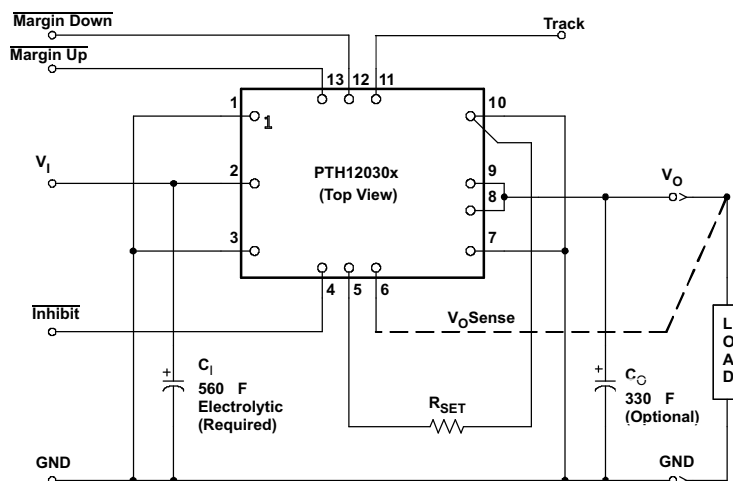 Margin Down
Track
Margin Up
13 12 11
1
1
10
VI
2
PTH12030x
(Top View)
9
8
VO
3
7
4
5
6
Inhibit
VOSense
L
O
A
D
CI
560 F
Electrolytic
(Required)
RSET
CO
330 F
(Optional)
GND
GND